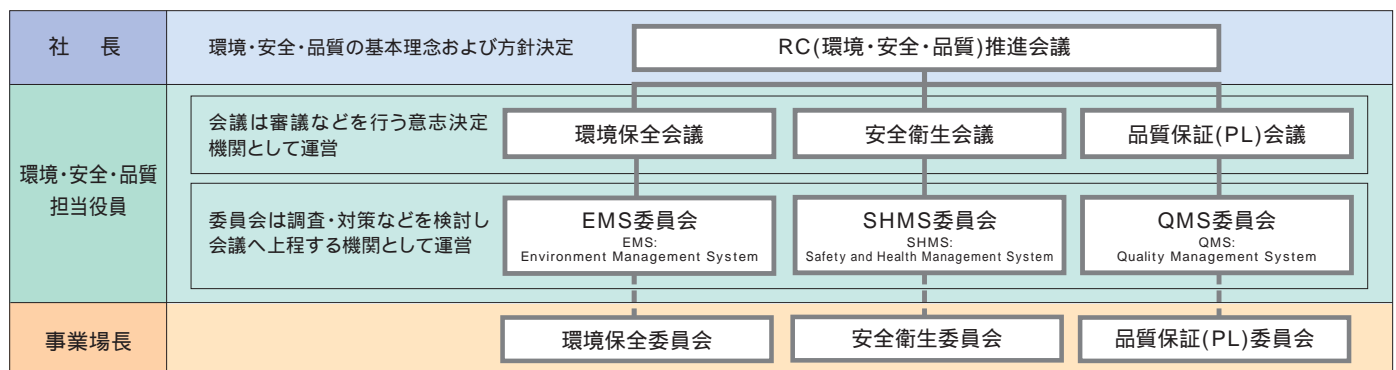 社 長
環境・安全・品質の基本理念および方針決定
RC(環境・安全・品質)推進会議
環境・安全・品質
担当役員
会議は審議などを行う意志決定
機関として運営
環境保全会議
安全衛生会議
品質保証(PL)会議
委員会は調査・対策などを検討し
会議へ上程する機関として運営
EMS委員会
EMS:
Environment Management System
SHMS委員会
SHMS:
Safety and Health Management System
QMS委員会
QMS:
Quality Management System
事業場長
環境保全委員会
安全衛生委員会
品質保証(PL)委員会